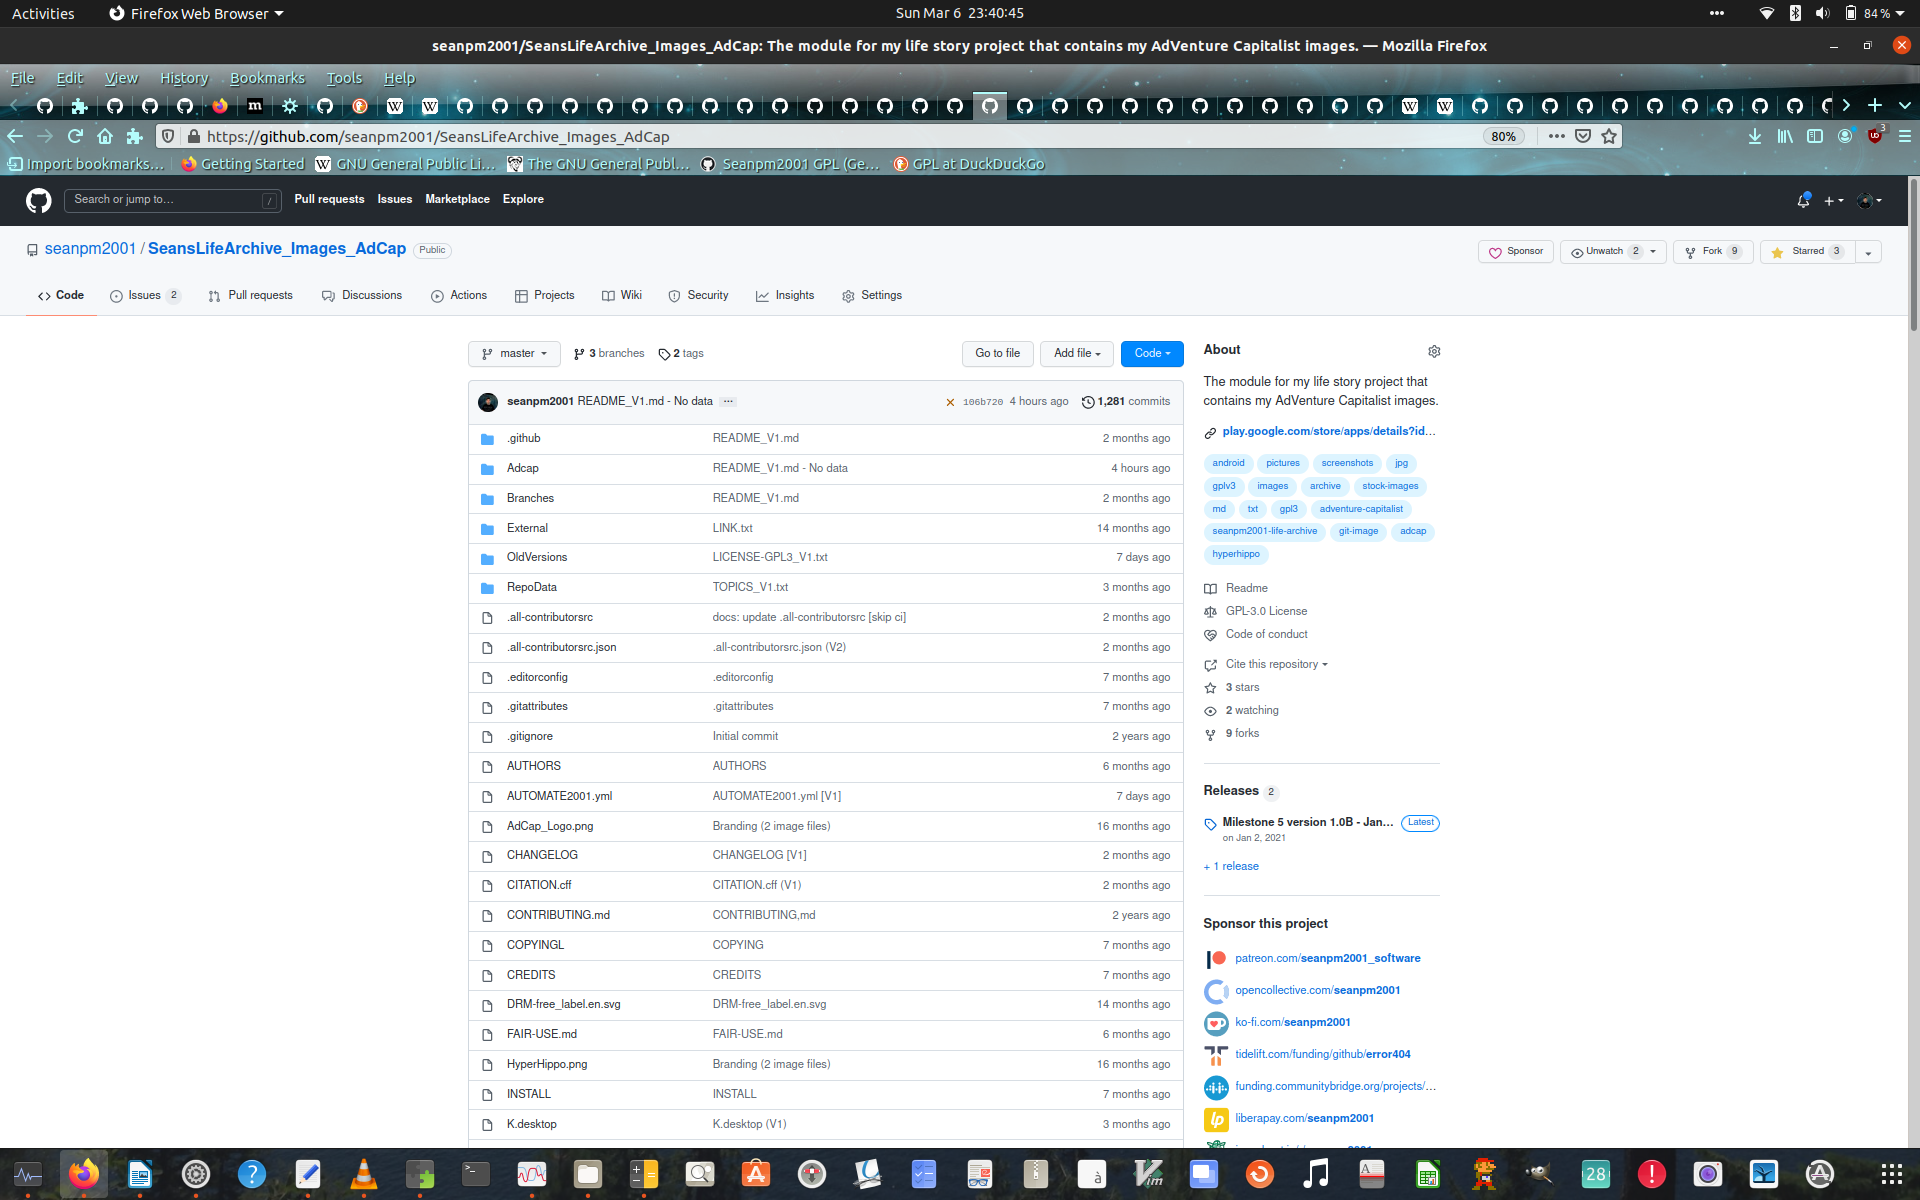 Activities Firefox Web Browser Sun Mar 6 23:40:45 84%
seanpm2001/SeansLifeArchive_Images_AdCap: The module for my life story project that contains my AdVenture Capitalist images. — Mozilla Firefox
File Edit View History Bookmarks Tools Help
https://github.com/seanpm2001/SeansLifeArchive_Images_AdCap 80% 3
Import bookmarks… Getting Started GNU General Public Li… The GNU General Publ… Seanpm2001 GPL (Ge… GPL at DuckDuckGo
Search or jump to… / Pull requests Issues Marketplace Explore
seanpm2001 / SeansLifeArchive_Images_AdCap Public Sponsor Unwatch 2 Fork 9 Starred 3
Code Issues 2 Pull requests Discussions Actions Projects Wiki Security Insights Settings
master 3 branches 2 tags Go to file Add file Code
seanpm2001 README_V1.md - No data ... 106b720 4 hours ago 1,281 commits
.github README_V1.md 2 months ago
Adcap README_V1.md - No data 4 hours ago
Branches README_V1.md 2 months ago
External LINK.txt 14 months ago
OldVersions LICENSE-GPL3_V1.txt 7 days ago
RepoData TOPICS_V1.txt 3 months ago
.all-contributorsrc docs: update .all-contributorsrc [skip ci] 2 months ago
.all-contributorsrc.json .all-contributorsrc.json (V2) 2 months ago
.editorconfig .editorconfig 7 months ago
.gitattributes .gitattributes 7 months ago
.gitignore Initial commit 2 years ago
AUTHORS AUTHORS 6 months ago
AUTOMATE2001.yml AUTOMATE2001.yml [V1] 7 days ago
AdCap_Logo.png Branding (2 image files) 16 months ago
CHANGELOG CHANGELOG [V1] 2 months ago
CITATION.cff CITATION.cff (V1) 2 months ago
CONTRIBUTING.md CONTRIBUTING,md 2 years ago
COPYINGL COPYING 7 months ago
CREDITS CREDITS 7 months ago
DRM-free_label.en.svg DRM-free_label.en.svg 14 months ago
FAIR-USE.md FAIR-USE.md 6 months ago
HyperHippo.png Branding (2 image files) 16 months ago
INSTALL INSTALL 7 months ago
K.desktop K.desktop (V1) 3 months ago
About
The module for my life story project that
contains my AdVenture Capitalist images.
play.google.com/store/apps/details?id…
android pictures screenshots jpg
gplv3 images archive stock-images
md txt gpl3 adventure-capitalist
seanpm2001-life-archive git-image adcap
hyperhippo
Readme
GPL-3.0 License
Code of conduct
Cite this repository
3 stars
2 watching
9 forks
Releases 2
Milestone 5 version 1.0B - Jan… Latest
on Jan 2, 2021
+ 1 release
Sponsor this project
patreon.com/seanpm2001_software
opencollective.com/seanpm2001
ko-fi.com/seanpm2001
tidelift.com/funding/github/error404
funding.communitybridge.org/projects/…
lp liberapay.com/seanpm2001
28